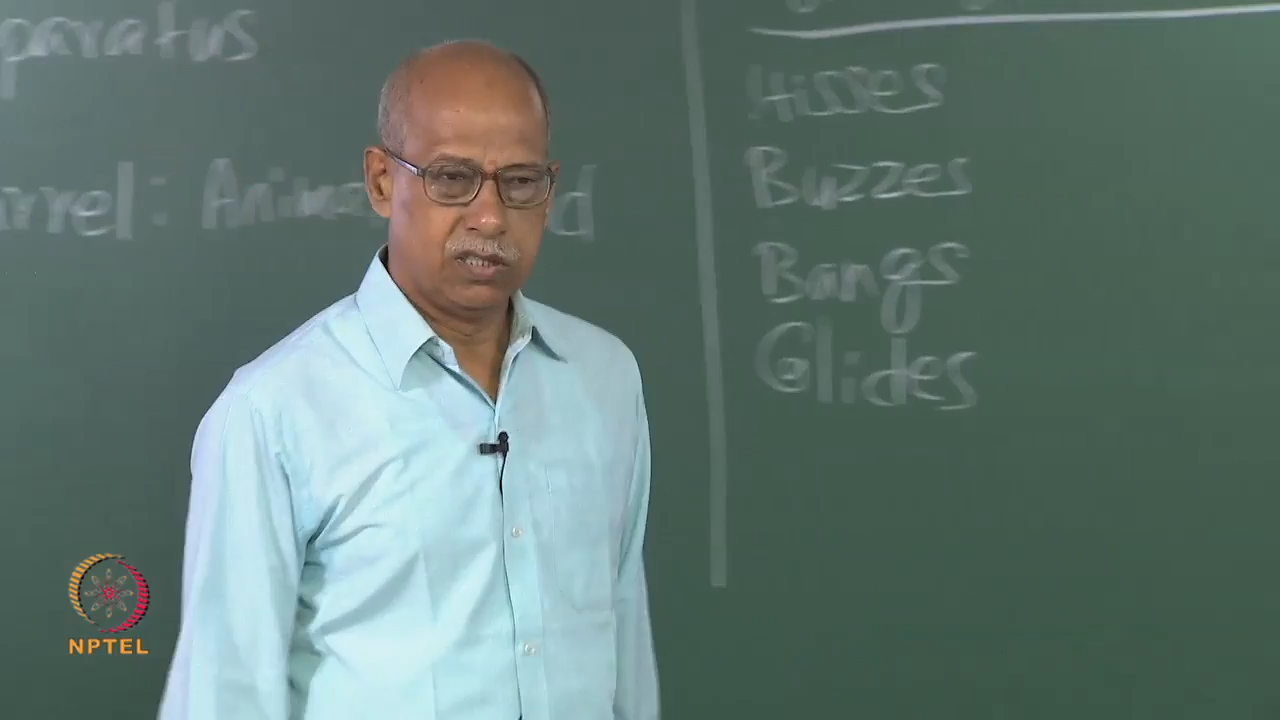 paratus
rrel: Anima d
Hisses
Buzzes
Bangs
Glides
NPTEL